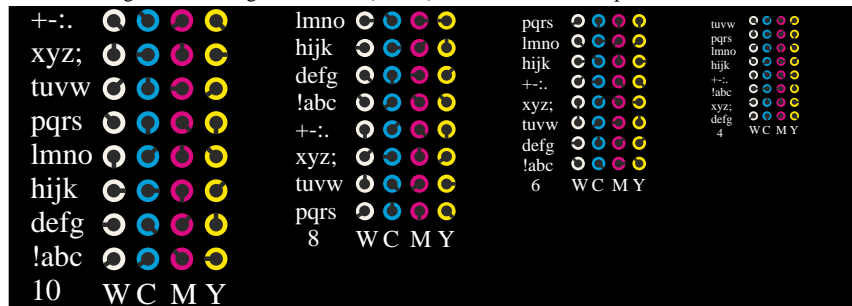 +-:.
xyz;
tuvw
pqrs
lmno
hijk
defg
!abc
10 W C M Y
lmno
hijk
defg
!abc
+-:.
xyz;
tuvw
pqrs
8 W C M Y
pqrs
lmno
hijk
+-:.
xyz;
tuvw
defg
!abc
6 W C M Y
tuvw
pqrs
lmno
hijk
+-:.
!abc
xyz;
defg
4 W C M Y